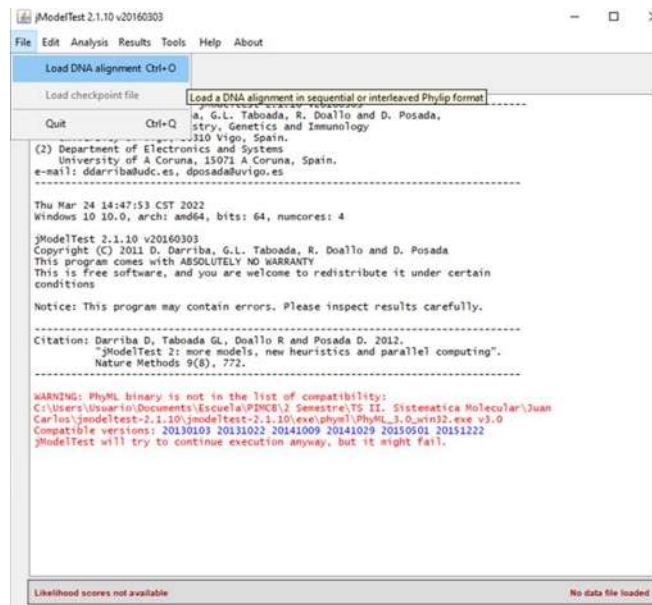 jModelTest 2.1.10 v20160303
File Edit Analysis Results Tools Help About
Load DNA alignment Ctrl+O
Load checkpoint file
Load a DNA alignment in sequential or interleaved Phylip format
Quit Ctrl+Q
a, G.L. Taboada, R. Doallo and D. Posada,
stry, Genetics and Immunology
310 Vigo, Spain.
(2) Department of Electronics and Systems
University of A Coruna, 15071 A Coruna, Spain.
e-mail: ddarriba@udc.es, dposada@uvigo.es
--------------------------------------------------------------------------------
Thu Mar 24 14:47:53 CST 2022
Windows 10 10.0, arch: amd64, bits: 64, numcores: 4
jModelTest 2.1.10 v20160303
Copyright (C) 2011 D. Darriba, G.L. Taboada, R. Doallo and D. Posada
This program comes with ABSOLUTELY NO WARRANTY
This is free software, and you are welcome to redistribute it under certain
conditions
Notice: This program may contain errors. Please inspect results carefully.
--------------------------------------------------------------------------------
Citation: Darriba D, Taboada GL, Doallo R and Posada D. 2012.
"jModelTest 2: more models, new heuristics and parallel computing".
Nature Methods 9(8), 772.
--------------------------------------------------------------------------------
WARNING: PhyML binary is not in the list of compatibility:
C:\Users\Usuario\Documents\Escuela\PIMCB\2 Semestre\TS II. Sistematica Molecular\Juan
Carlos\jmodeltest-2.1.10\jmodeltest-2.1.10\exe\phyml\PhyML_3.0_win32.exe v3.0
Compatible versions: 20130103 20131022 20141009 20141029 20150501 20151222
jModelTest will try to continue execution anyway, but it might fail.
Likelihood scores not available
No data file loaded